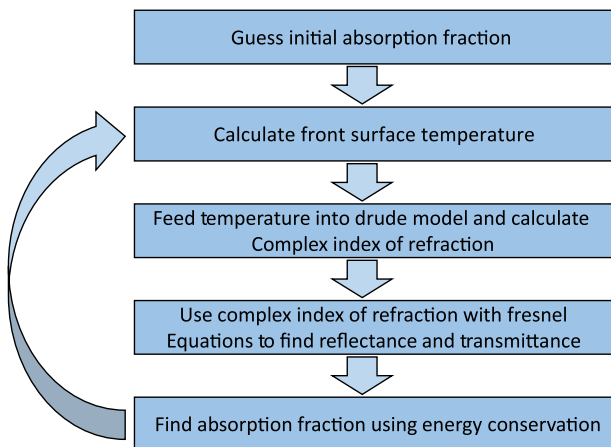 Guess initial absorption fraction
Calculate front surface temperature
Feed temperature into drude model and calculate
Complex index of refraction
Use complex index of refraction with fresnel
Equations to find reflectance and transmittance
Find absorption fraction using energy conservation